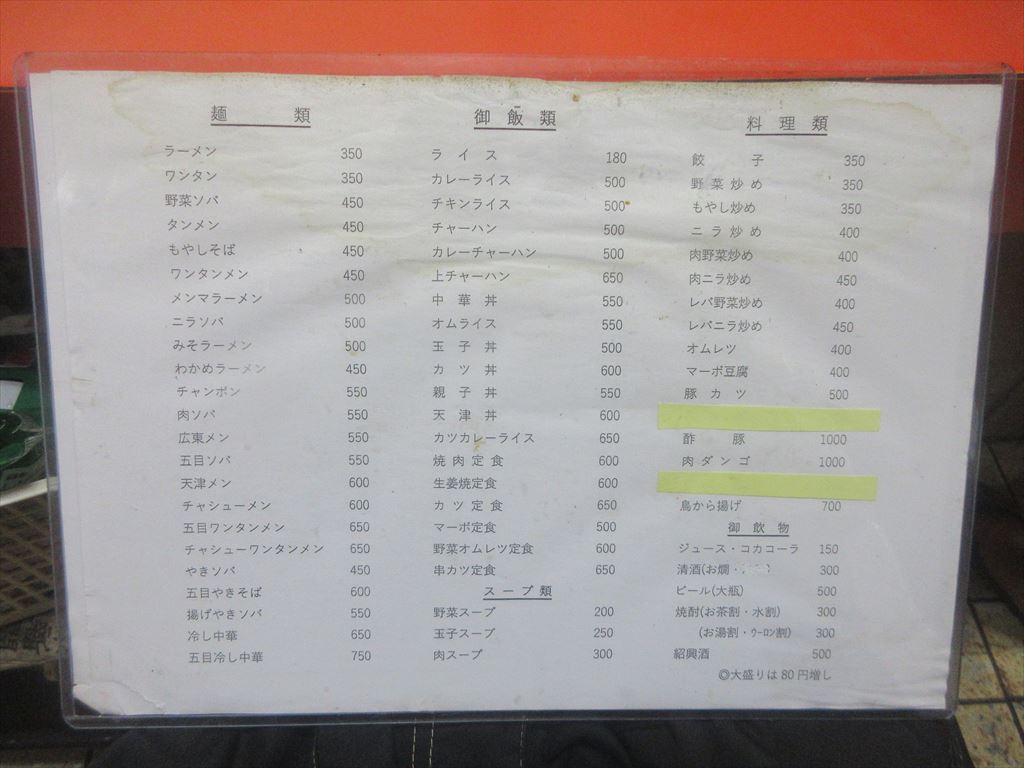 麺 類
ラーメン 350
ワンタン 350
野菜ソバ 450
タンメン 450
もやしそば 450
ワンタンメン 450
メンマラーメン 500
ニラソバ 500
みそラーメン 500
わかめラーメン 450
チャンポン 550
肉ソバ 550
広東メン 550
五目ソバ 550
天津メン 600
チャシューメン 600
五目ワンタンメン 650
チャシューワンタンメン 650
やきソバ 450
五目やきそば 600
揚げやきソバ 550
冷し中華 650
五目冷し中華 750
御飯類
ライス 180
カレーライス 500
チキンライス 500
チャーハン 500
カレーチャーハン 500
上チャーハン 650
中華丼 550
オムライス 550
玉子丼 500
カツ丼 600
親子丼 550
天津丼 600
カツカレーライス 650
焼肉定食 600
生姜焼定食 600
カツ定食 650
マーボ定食 500
野菜オムレツ定食 600
串カツ定食 650
スープ類
野菜スープ 200
玉子スープ 250
肉スープ 300
料理類
餃子 350
野菜炒め 350
もやし炒め 350
ニラ炒め 400
肉野菜炒め 400
肉ニラ炒め 450
レバ野菜炒め 400
レバニラ炒め 450
オムレツ 400
マーボ豆腐 400
豚カツ 500
酢豚 1000
肉ダンゴ 1000
鳥から揚げ 700
御飲物
ジュース・コカコーラ 150
清酒(お燗・ 300
ビール(大瓶) 500
焼酎(お茶割・水割) 300
(お湯割・ウーロン割) 300
紹興酒 500
◎大盛りは80円増し